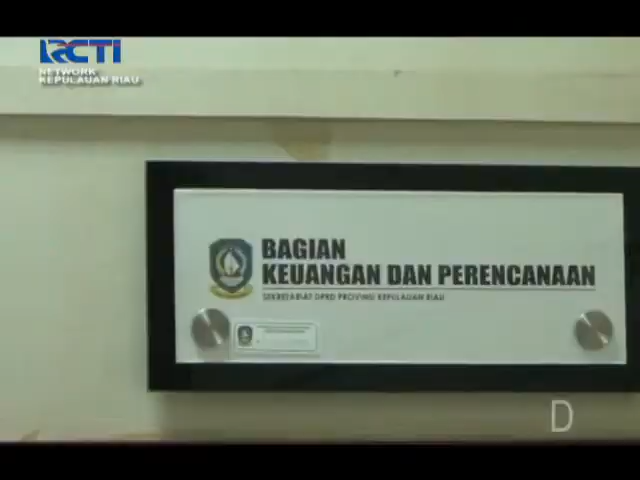 RCTI
NETWORK
KEPULAUAN RIAU
BAGIAN
KEUANGAN DAN PERENCANAAN
SEKRETARIAT DPRD PROVINSI KEPULAUAN RIAU
D